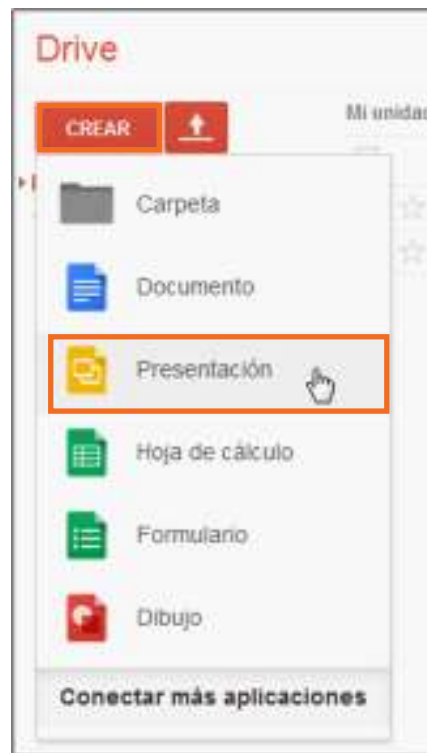 Drive
CREAR
Mi unidad
Carpeta
Documento
Presentación
Hoja de cálculo
Formulario
Dibujo
Conectar más aplicaciones